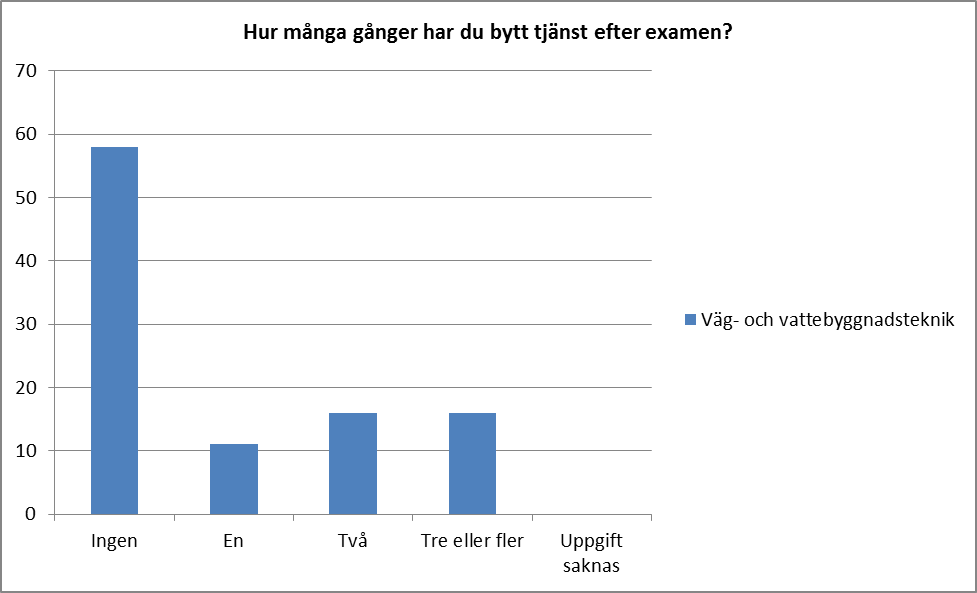 Hur många gånger har du bytt tjänst efter examen?
70
60
50
40
30
20
10
0
Ingen
En
Två
Tre eller fler
Uppgift
saknas
Väg- och vattebyggnadsteknik